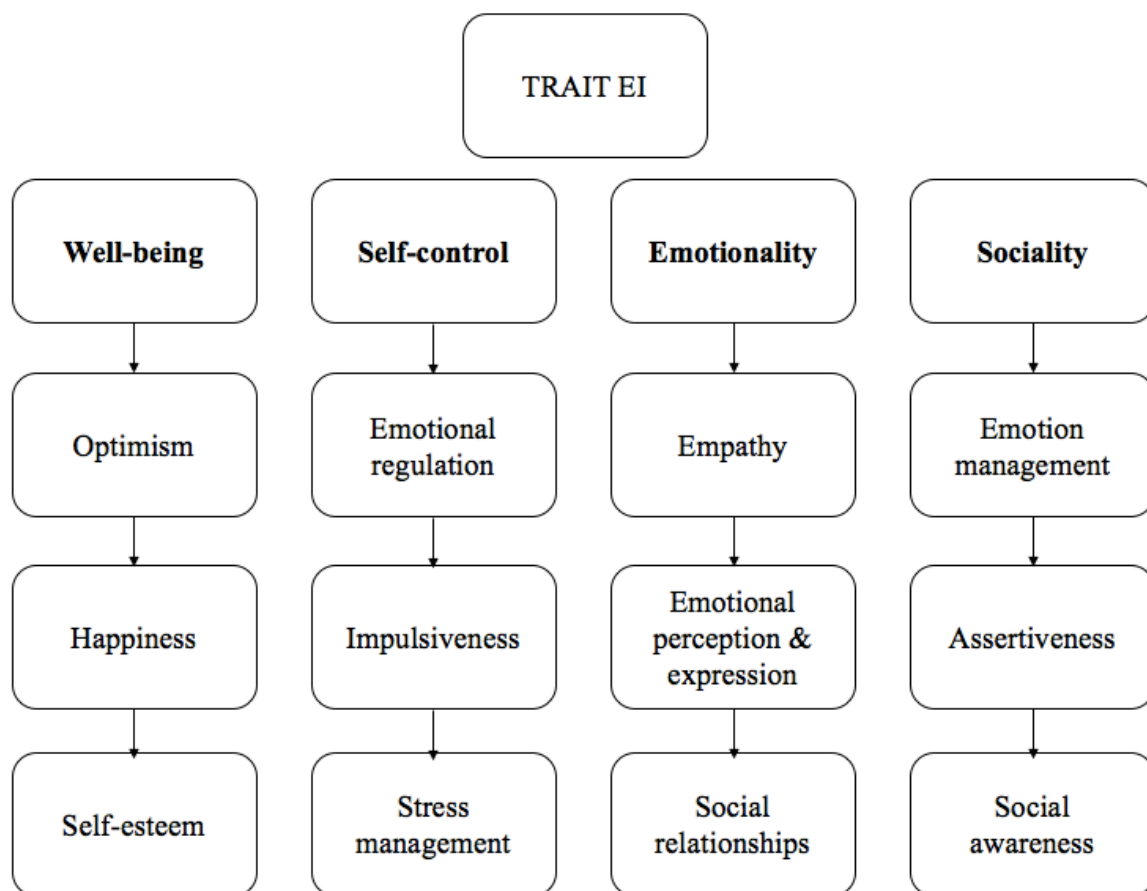 TRAIT EI
Well-being
Self-control
Emotionality
Sociality
Optimism
Emotional
regulation
Empathy
Emotion
management
Happiness
Impulsiveness
Emotional
perception &
expression
Assertiveness
Self-esteem
Stress
management
Social
relationships
Social
awareness